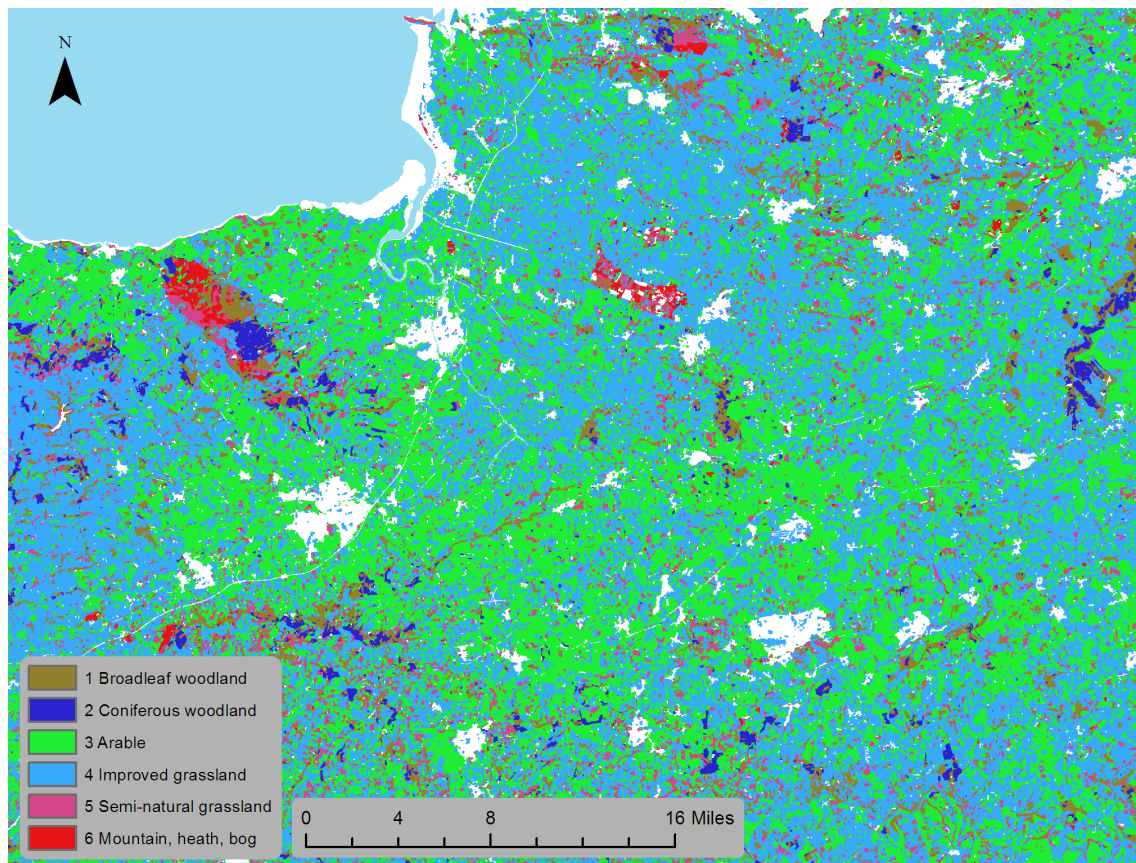 N
1 Broadleaf woodland
2 Coniferous woodland
3 Arable
4 Improved grassland
5 Semi-natural grassland
6 Mountain, heath, bog
0 4 8 16 Miles